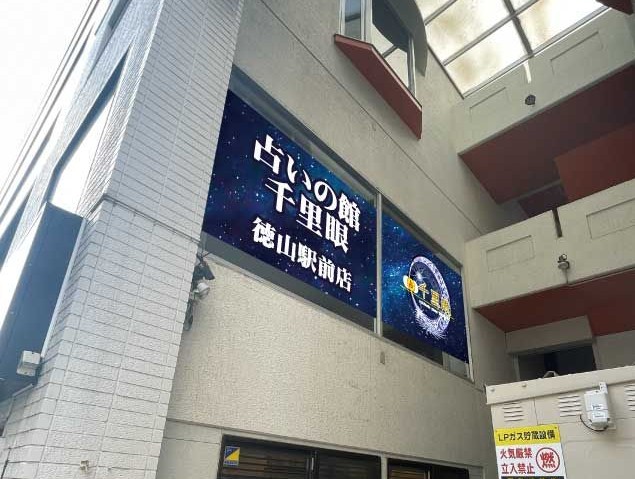 占いの館
千里眼
徳山駅前店
千里眼
LPガス貯蔵設備
火気厳禁
立入禁止
燃